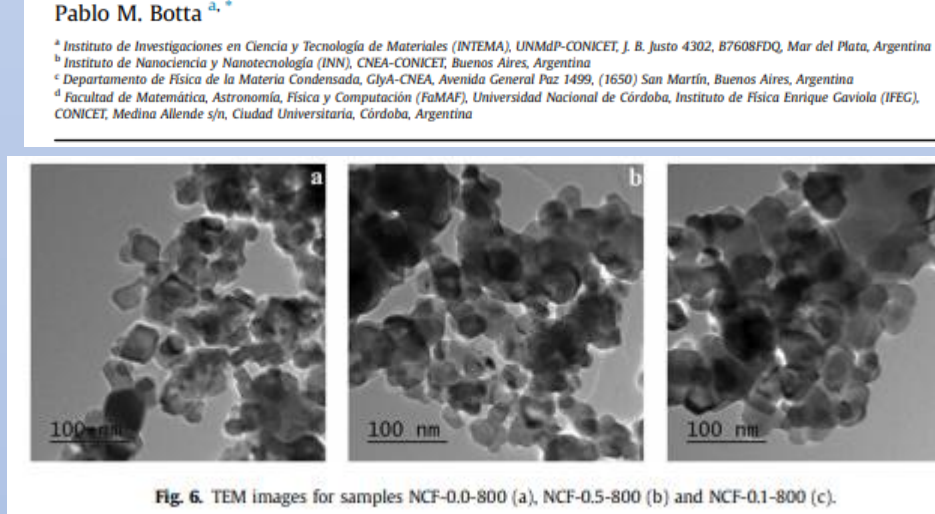 Pablo M. Botta a, *
a Instituto de Investigaciones en Ciencia y Tecnología de Materiales (INTEMA), UNMdP-CONICET, J. B. Justo 4302, B7608FDQ, Mar del Plata, Argentina
b Instituto de Nanociencia y Nanotecnología (INN), CNEA-CONICET, Buenos Aires, Argentina
c Departamento de Física de la Materia Condensada, GIyA-CNEA, Avenida General Paz 1499, (1650) San Martín, Buenos Aires, Argentina
d Facultad de Matemática, Astronomía, Física y Computación (FaMAF), Universidad Nacional de Córdoba, Instituto de Física Enrique Gaviola (IFEG),
CONICET, Medina Allende s/n, Ciudad Universitaria, Córdoba, Argentina
a b
100 nm 100 nm 100 nm
Fig. 6. TEM images for samples NCF-0.0-800 (a), NCF-0.5-800 (b) and NCF-0.1-800 (c).